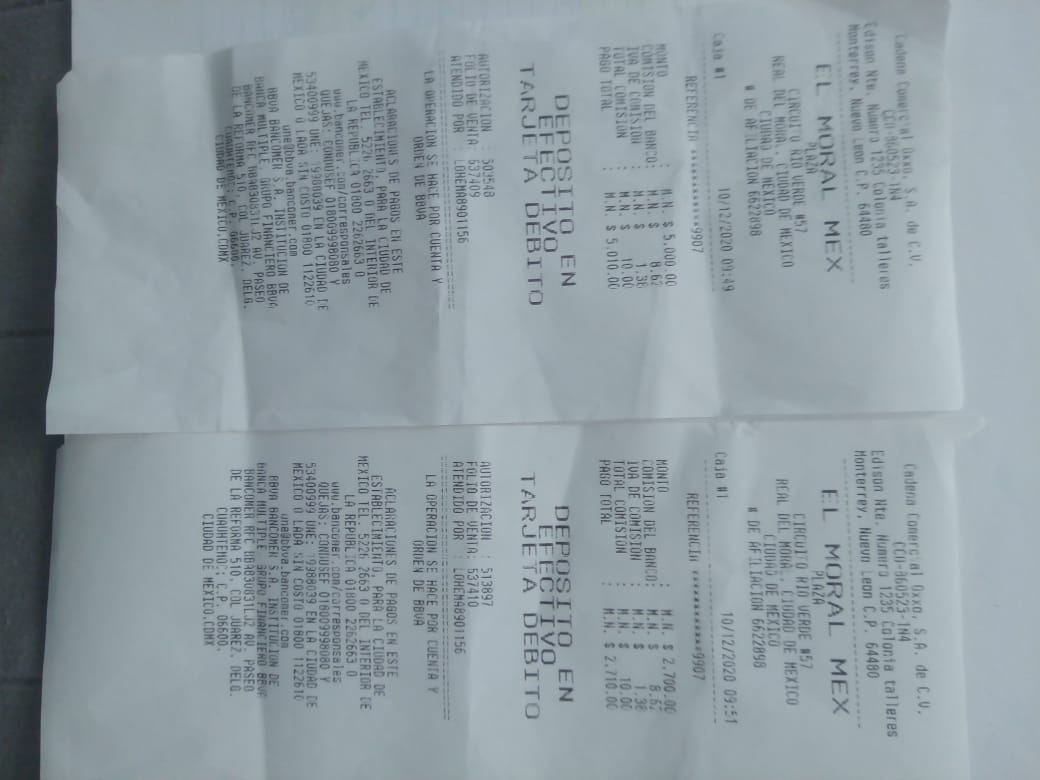 Cadena Comercial Oxxo, S.A. de C.V.
CCO-860523-1N4
Edison Nte. Numero 1235 Colonia talleres
Monterrey, Nuevo Leon C.P. 64480
EL MORAL MEX
PLAZA
CIRCUITO RIO VERDE #57
REAL DEL MORA, CIUDAD DE MEXICO
CIUDAD DE MEXICO
# DE AFILIACION 6622898
Caja #1 10/12/2020 09:49
REFERENCIA ************9907
MONTO : M.N. $ 5,000.00
COMISION DEL BANCO: M.N. $ 8.62
IVA DE COMISION : M.N. $ 1.38
TOTAL COMISION : M.N. $ 10.00
PAGO TOTAL : M.N. $ 5,010.00
DEPOSITO EN
EFECTIVO
TARJETA DEBITO
AUTORIZACION : 503548
FOLIO DE VENTA: 537409
ATENDIDO POR : LOHEMA8901156
LA OPERACION SE HACE POR CUENTA Y
ORDEN DE BBVA
ACLARACIONES DE PAGOS EN ESTE
ESTABLECIMIENTO, PARA LA CIUDAD DE
MEXICO TEL. 5226 2663 O DEL INTERIOR DE
LA REPUBLICA 01800 2262663 O
www.bancomer.com/corresponsales
QUEJAS: CONDUSEF 018009998080 Y
53400999 UNE: 19988039 EN LA CIUDAD DE
MEXICO O LADA SIN COSTO 01800 1122610
une@bbva.bancomer.com
BBVA BANCOMER S.A. INSTITUCION DE
BANCA MULTIPLE GRUPO FINANCIERO BBVA
BANCOMER RFC BBA830831LJ2 AV. PASEO
DE LA REFORMA 510, COL JUAREZ, DELG.
CUAUHTEMOC; C.P. 06600.
CIUDAD DE MEXICO,CDMX
Cadena Comercial Oxxo, S.A. de C.V.
CCO-860523-1N4
Edison Nte. Numero 1235 Colonia talleres
Monterrey, Nuevo Leon C.P. 64480
EL MORAL MEX
PLAZA
CIRCUITO RIO VERDE #57
REAL DEL MORA, CIUDAD DE MEXICO
CIUDAD DE MEXICO
# DE AFILIACION 6622898
Caja #1 10/12/2020 09:51
REFERENCIA ************9907
MONTO : M.N. $ 2,700.00
COMISION DEL BANCO: M.N. $ 8.62
IVA DE COMISION : M.N. $ 1.38
TOTAL COMISION : M.N. $ 10.00
PAGO TOTAL : M.N. $ 2,710.00
DEPOSITO EN
EFECTIVO
TARJETA DEBITO
AUTORIZACION : 513897
FOLIO DE VENTA: 537410
ATENDIDO POR : LOHEMA8901156
LA OPERACION SE HACE POR CUENTA Y
ORDEN DE BBVA
ACLARACIONES DE PAGOS EN ESTE
ESTABLECIMIENTO, PARA LA CIUDAD DE
MEXICO TEL. 5226 2663 O DEL INTERIOR DE
LA REPUBLICA 01800 2262663 O
www.bancomer.com/corresponsales
QUEJAS: CONDUSEF 018009998080 Y
53400999 UNE: 19988039 EN LA CIUDAD DE
MEXICO O LADA SIN COSTO 01800 1122610
une@bbva.bancomer.com
BBVA BANCOMER S.A. INSTITUCION DE
BANCA MULTIPLE GRUPO FINANCIERO BBVA
BANCOMER RFC BBA830831LJ2 AV. PASEO
DE LA REFORMA 510, COL JUAREZ, DELG.
CUAUHTEMOC; C.P. 06600.
CIUDAD DE MEXICO,CDMX